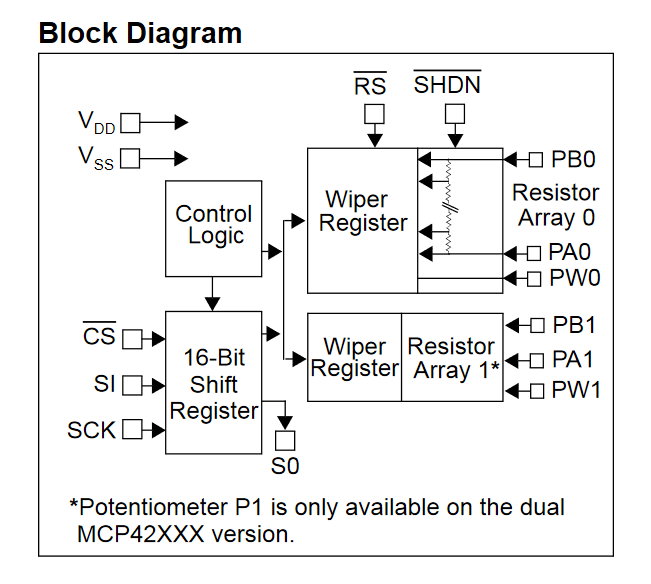 Block Diagram
RS
SHDN
VDD
VSS
Control
Logic
Wiper
Register
PB0
Resistor
Array 0
PA0
PW0
CS
SI
SCK
16-Bit
Shift
Register
S0
Wiper
Register
Resistor
Array 1*
PB1
PA1
PW1
*Potentiometer P1 is only available on the dual
MCP42XXX version.